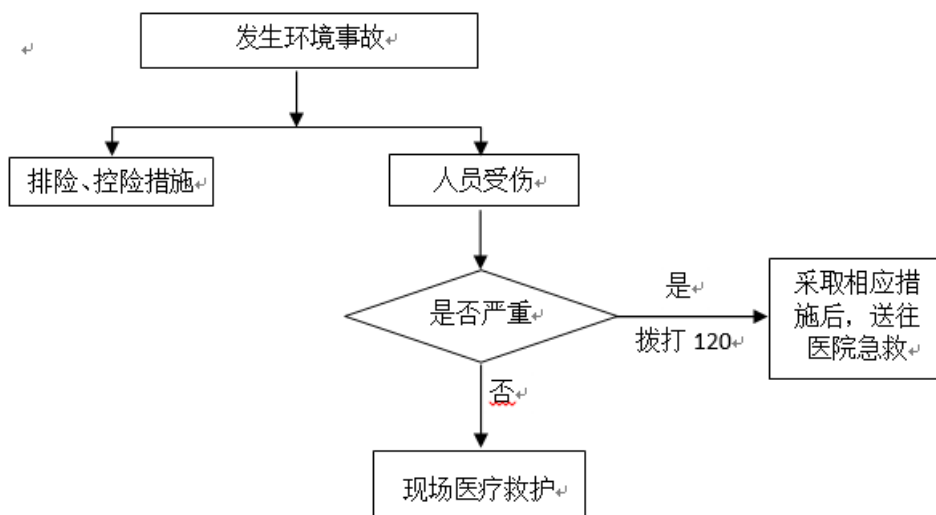 发生环境事故
排险、控险措施
人员受伤
是否严重
是
拨打 120
采取相应措
施后，送往
医院急救
否
现场医疗救护